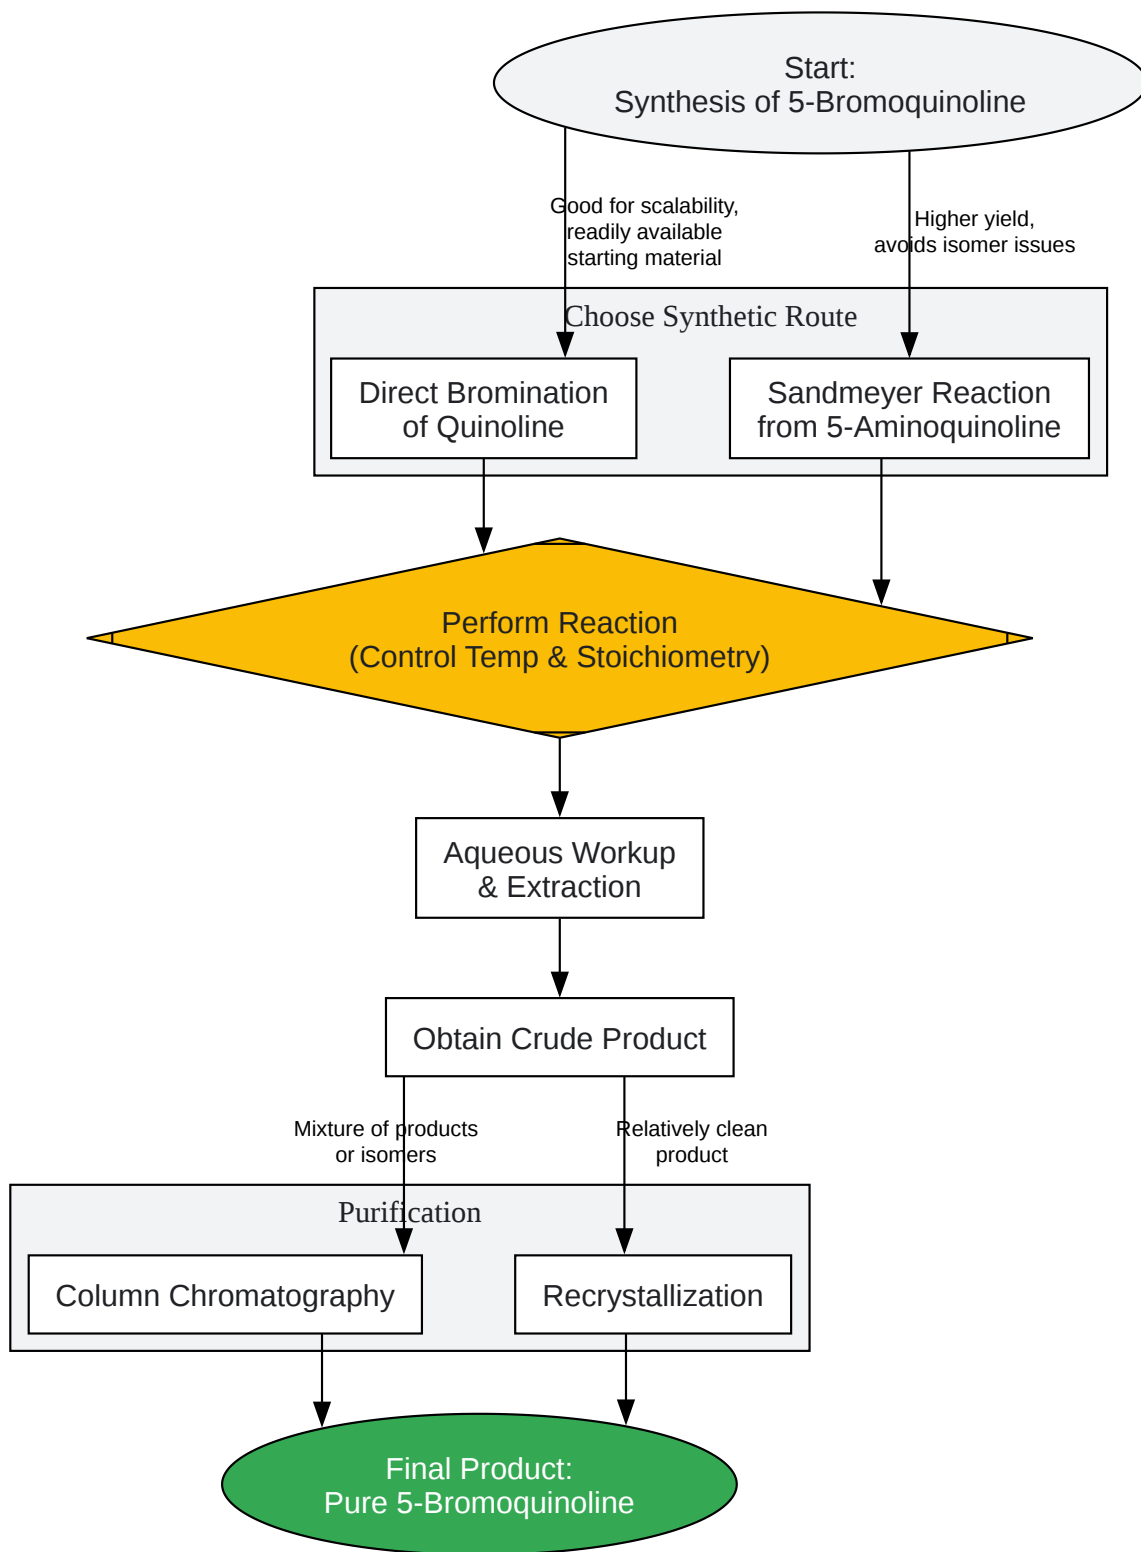 Start:
Synthesis of 5-Bromoquinoline
Good for scalability,
readily available
starting material
Higher yield,
avoids isomer issues
Choose Synthetic Route
Direct Bromination
of Quinoline
Sandmeyer Reaction
from 5-Aminoquinoline
Perform Reaction
(Control Temp & Stoichiometry)
Aqueous Workup
& Extraction
Obtain Crude Product
Mixture of products
or isomers
Relatively clean
product
Purification
Column Chromatography
Recrystallization
Final Product:
Pure 5-Bromoquinoline